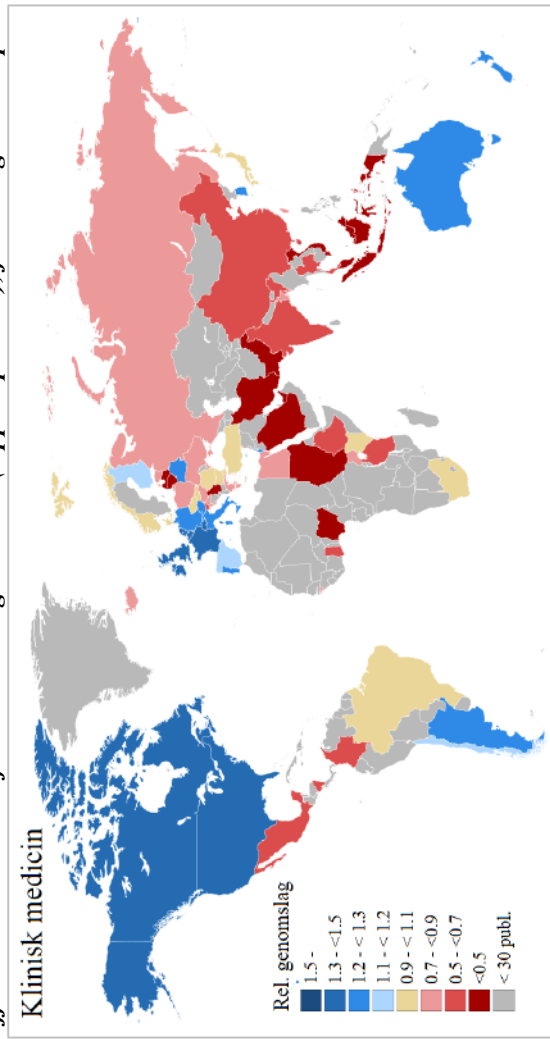 Klinisk medicin
Rel. genomslag
1.5 -
1.3 - <1.5
1.2 - < 1.3
1.1 - < 1.2
0.9 - < 1.1
0.7 - <0.9
0.5 - <0.7
<0.5
< 30 publ.